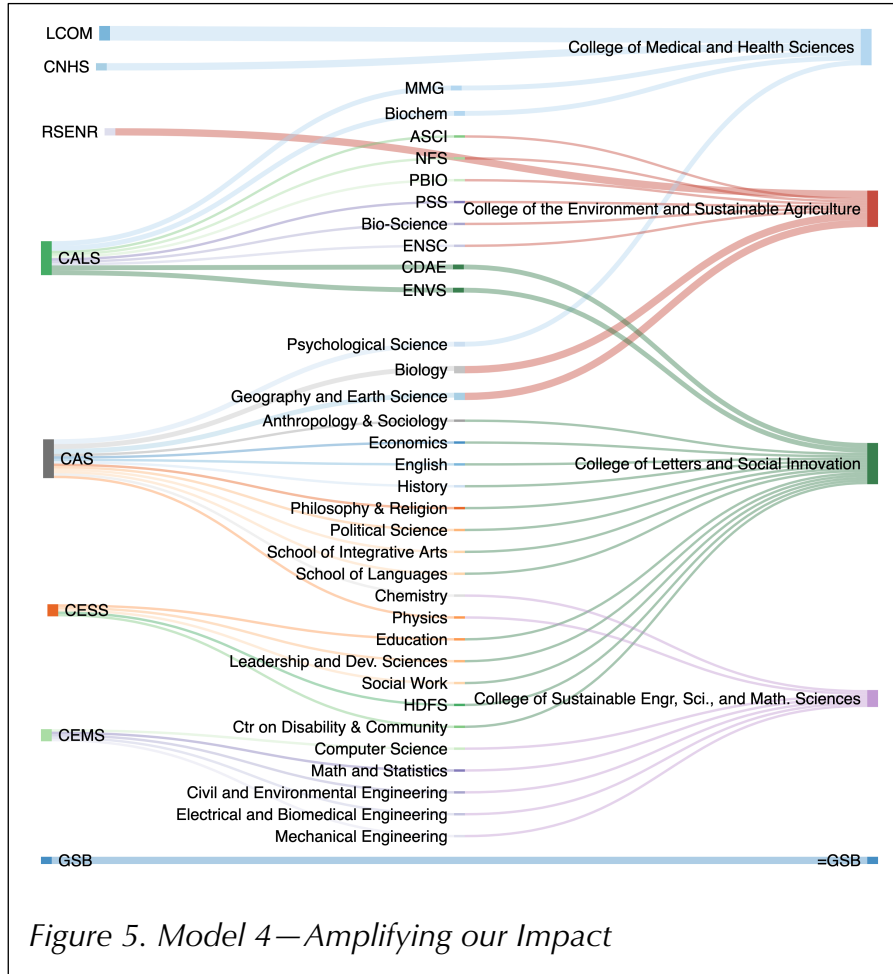 LCOM
College of Medical and Health Sciences
CNHS
MMG
Biochem
RSENR
ASCI
NFS
PBIO
PSS
College of the Environment and Sustainable Agriculture
Bio-Science
ENSC
CALS
CDAE
ENVS
Psychological Science
Biology
Geography and Earth Science
Anthropology & Sociology
Economics
CAS
English
College of Letters and Social Innovation
History
Philosophy & Religion
Political Science
School of Integrative Arts
School of Languages
Chemistry
CESS
Physics
Education
Leadership and Dev. Sciences
Social Work
College of Sustainable Engr, Sci., and Math. Sciences
HDFS
Ctr on Disability & Community
CEMS
Computer Science
Math and Statistics
Civil and Environmental Engineering
Electrical and Biomedical Engineering
Mechanical Engineering
GSB
=GSB
Figure 5. Model 4—Amplifying our Impact